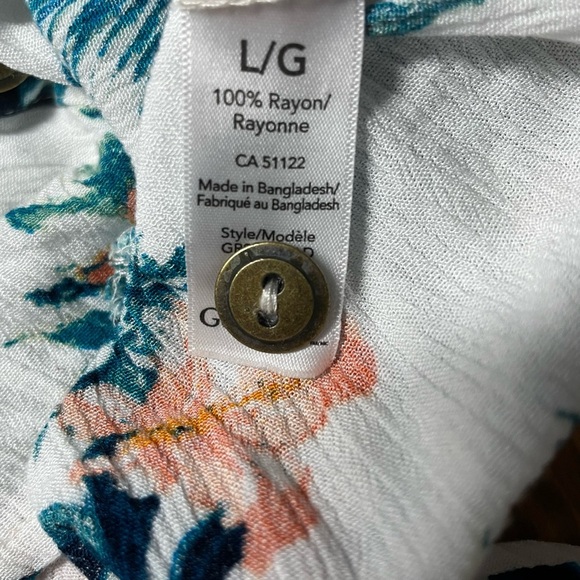 L/G
100% Rayon/
Rayonne
CA 51122
Made in Bangladesh/
Fabriqué au Bangladesh
Style/Modèle